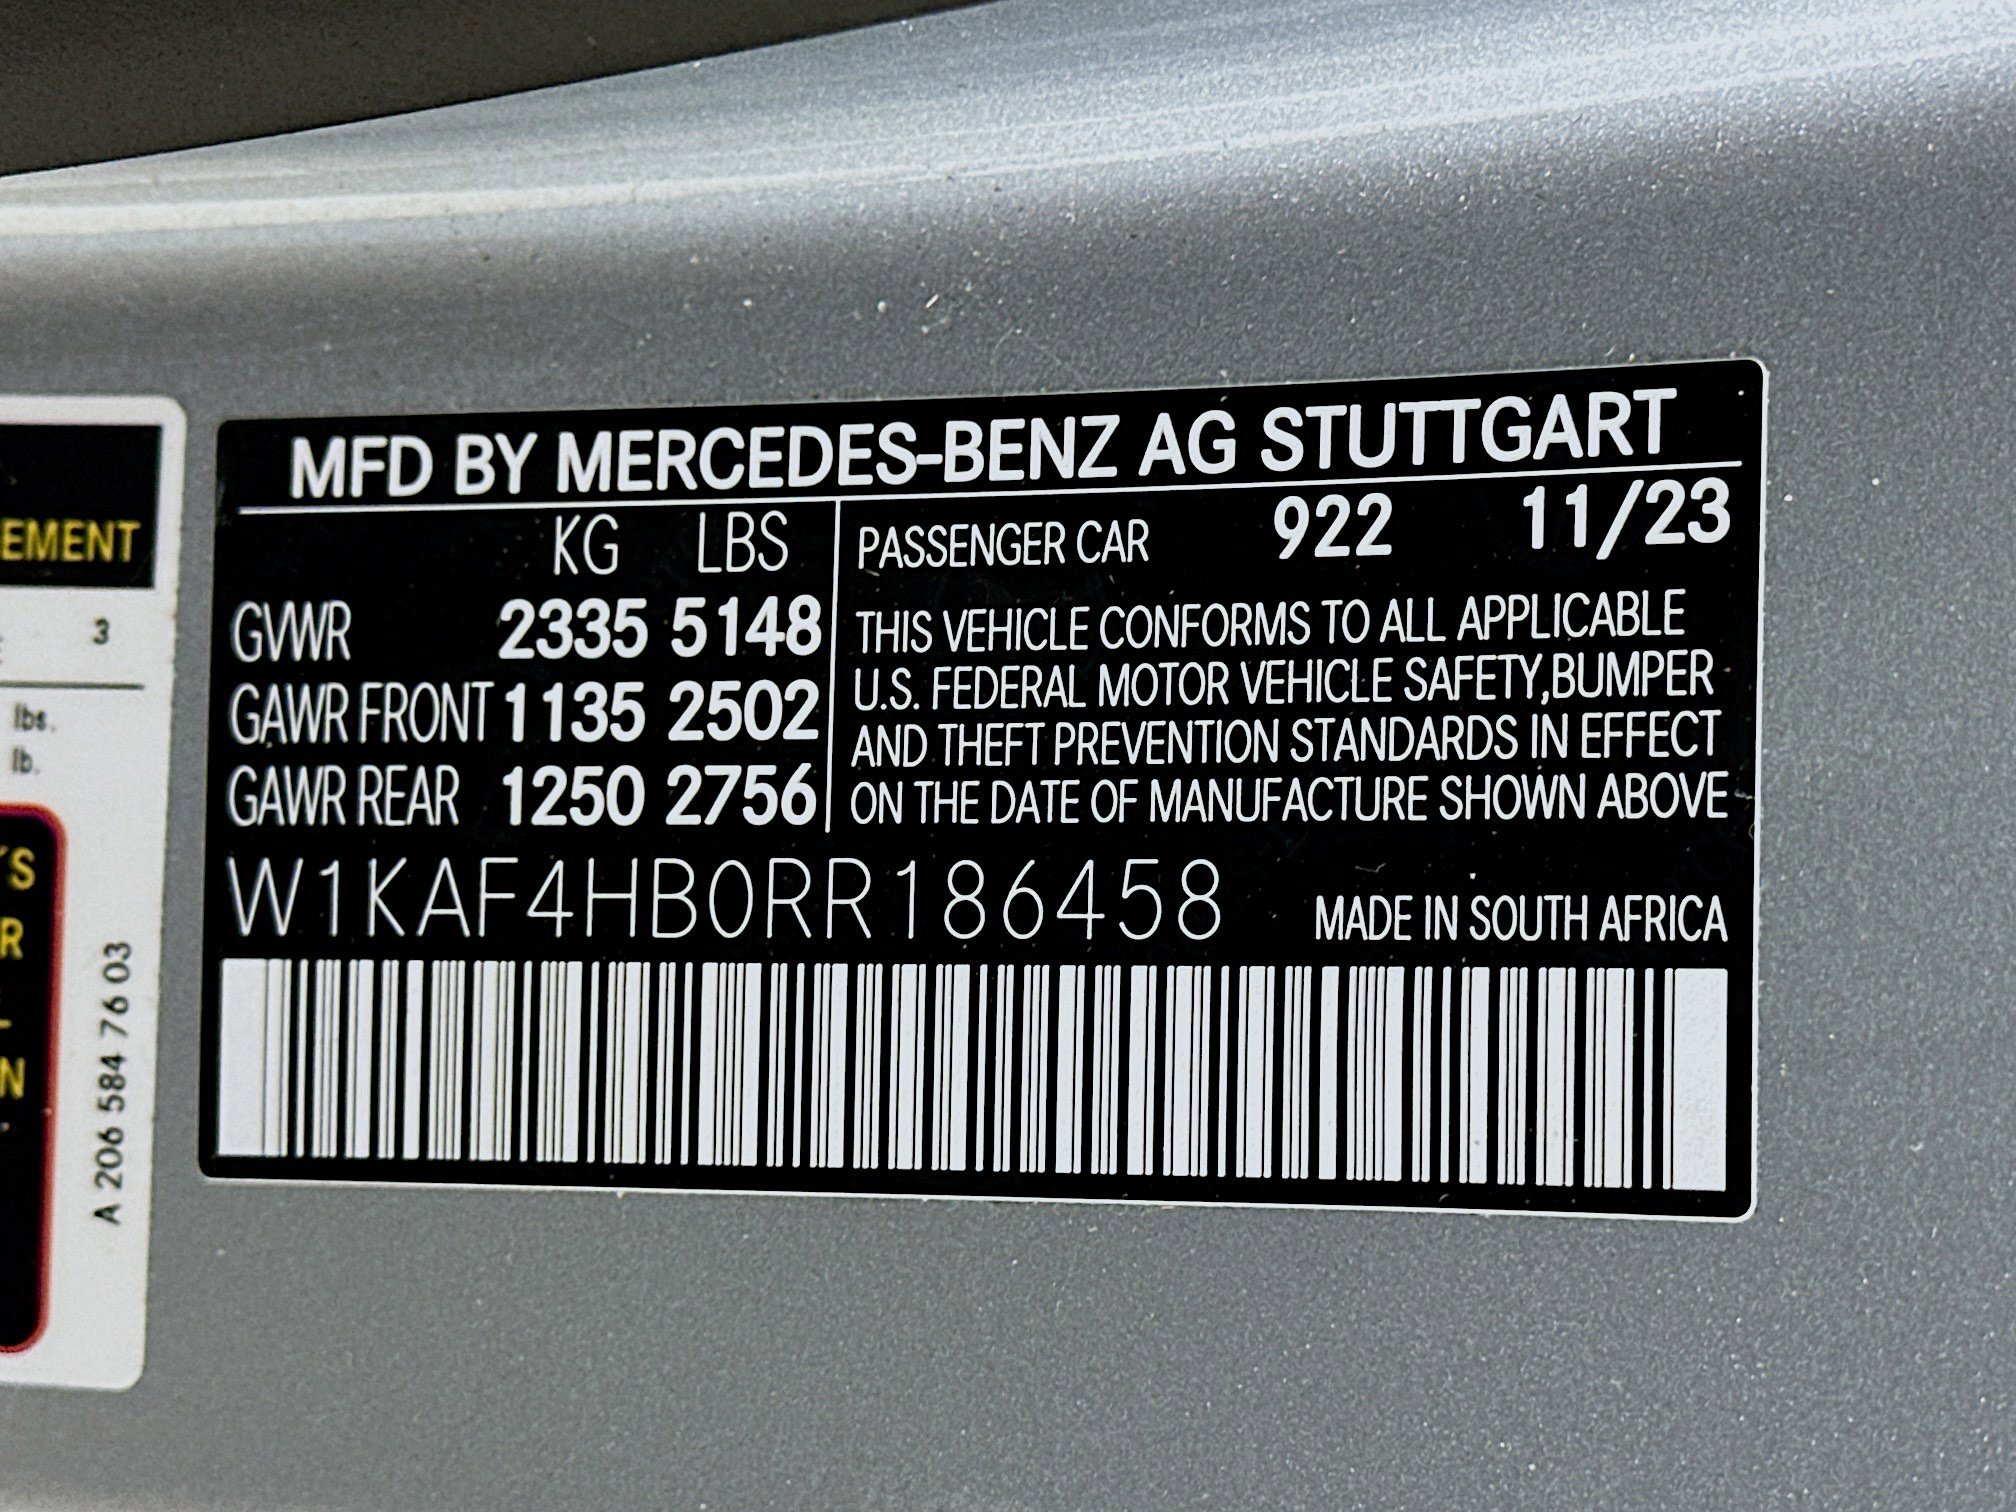 MFD BY MERCEDES-BENZ AG STUTTGART
KG LBS
GVWR 2335 5148
GAWR FRONT 1135 2502
GAWR REAR 1250 2756
PASSENGER CAR 922 11/23
THIS VEHICLE CONFORMS TO ALL APPLICABLE
U.S. FEDERAL MOTOR VEHICLE SAFETY,BUMPER
AND THEFT PREVENTION STANDARDS IN EFFECT
ON THE DATE OF MANUFACTURE SHOWN ABOVE
W1KAF4HB0RR186458
MADE IN SOUTH AFRICA
EMENT
3
lbs.
lb.
'S
R
N
A 206 584 76 03